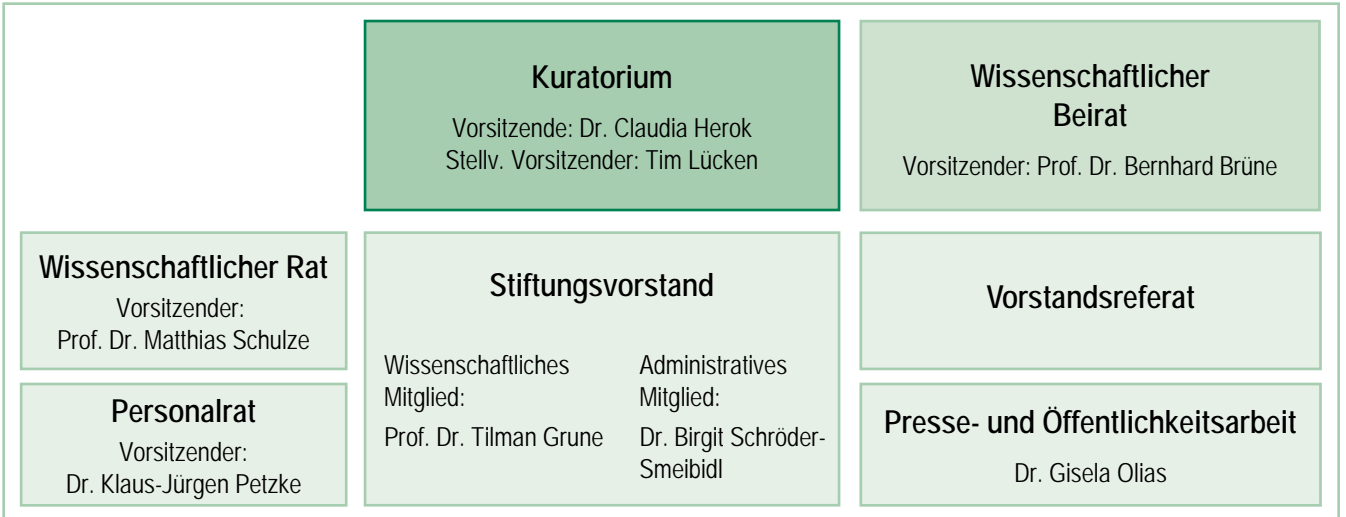 Kuratorium
Vorsitzende: Dr. Claudia Herok
Stellv. Vorsitzender: Tim Lücken
Wissenschaftlicher
Beirat
Vorsitzender: Prof. Dr. Bernhard Brüne
Wissenschaftlicher Rat
Vorsitzender:
Prof. Dr. Matthias Schulze
Personalrat
Vorsitzender:
Dr. Klaus-Jürgen Petzke
Stiftungsvorstand
Wissenschaftliches
Mitglied:
Prof. Dr. Tilman Grune
Administratives
Mitglied:
Dr. Birgit Schröder-
Smeibidl
Vorstandsreferat
Presse- und Öffentlichkeitsarbeit
Dr. Gisela Olias